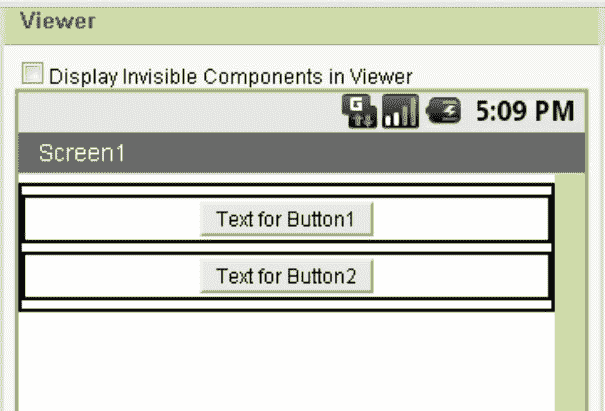 Viewer
Display Invisible Components in Viewer
G 5:09 PM
Screen1
Text for Button1
Text for Button2